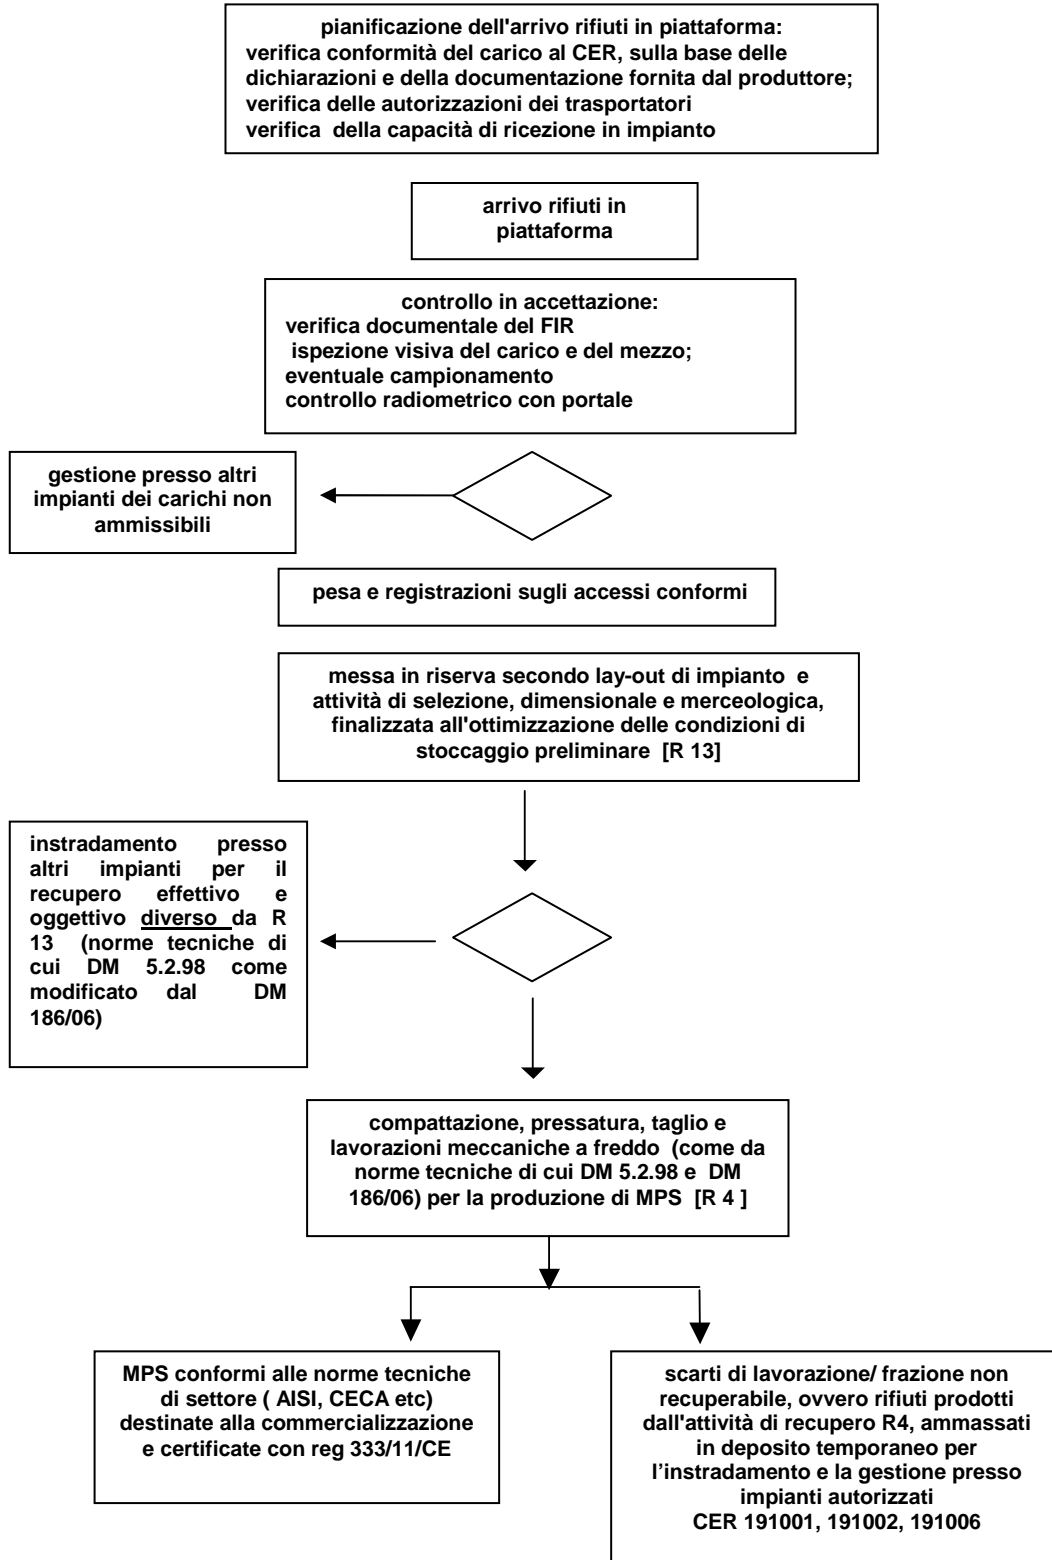 pianificazione dell'arrivo rifiuti in piattaforma:
verifica conformità del carico al CER, sulla base delle
dichiarazioni e della documentazione fornita dal produttore;
verifica delle autorizzazioni dei trasportatori
verifica della capacità di ricezione in impianto
arrivo rifiuti in
piattaforma
controllo in accettazione:
verifica documentale del FIR
ispezione visiva del carico e del mezzo;
eventuale campionamento
controllo radiometrico con portale
gestione presso altri
impianti dei carichi non
ammissibili
pesa e registrazioni sugli accessi conformi
messa in riserva secondo lay-out di impianto e
attività di selezione, dimensionale e merceologica,
finalizzata all'ottimizzazione delle condizioni di
stoccaggio preliminare [R 13]
instradamento presso
altri impianti per il
recupero effettivo e
oggettivo diverso da R
13 (norme tecniche di
cui DM 5.2.98 come
modificato dal DM
186/06)
compattazione, pressatura, taglio e
lavorazioni meccaniche a freddo (come da
norme tecniche di cui DM 5.2.98 e DM
186/06) per la produzione di MPS [R 4 ]
MPS conformi alle norme tecniche
di settore ( AISI, CECA etc)
destinate alla commercializzazione
e certificate con reg 333/11/CE
scarti di lavorazione/ frazione non
recuperabile, ovvero rifiuti prodotti
dall'attività di recupero R4, ammassati
in deposito temporaneo per
l’instradamento e la gestione presso
impianti autorizzati
CER 191001, 191002, 191006